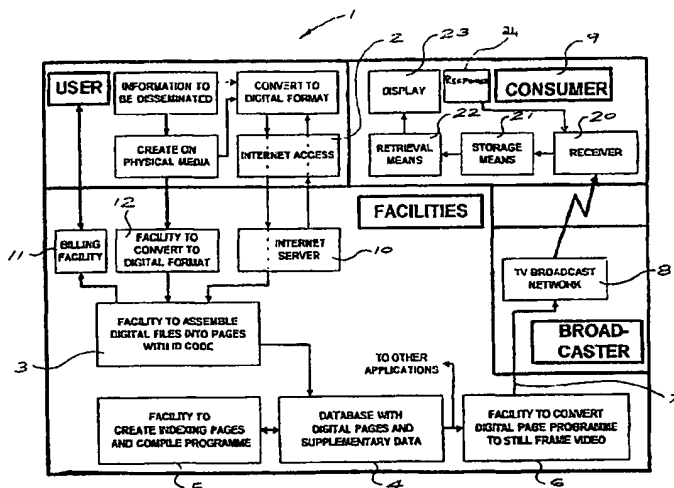 1
23
24
2
9
USER
INFORMATION
TO BE DISSEMINATED
CONVERT TO
DIGITAL FORMAT
DISPLAY
RESPONSE
CONSUMER
22
21
20
CREATE ON
PHYSICAL MEDIA
INTERNET ACCESS
RETRIEVAL
MEANS
STORAGE
MEANS
RECEIVER
FACILITIES
12
11
BILLING
FACILITY
FACILITY TO
CONVERT TO
DIGITAL FORMAT
INTERNET
SERVER
10
TV BROADCAST
NETWORK
8
3
FACILITY TO ASSEMBLE
DIGITAL FILES INTO PAGES
WITH ID CODE
BROAD-
CASTER
TO OTHER
APPLICATIONS
7
FACILITY TO
CREATE INDEXING PAGES
AND COMPILE PROGRAMME
DATABASE WITH
DIGITAL PAGES AND
SUPPLEMENTARY DATA
FACILITY TO CONVERT
DIGITAL PAGE PROGRAMME
TO STILL FRAME VIDEO
5
4
6